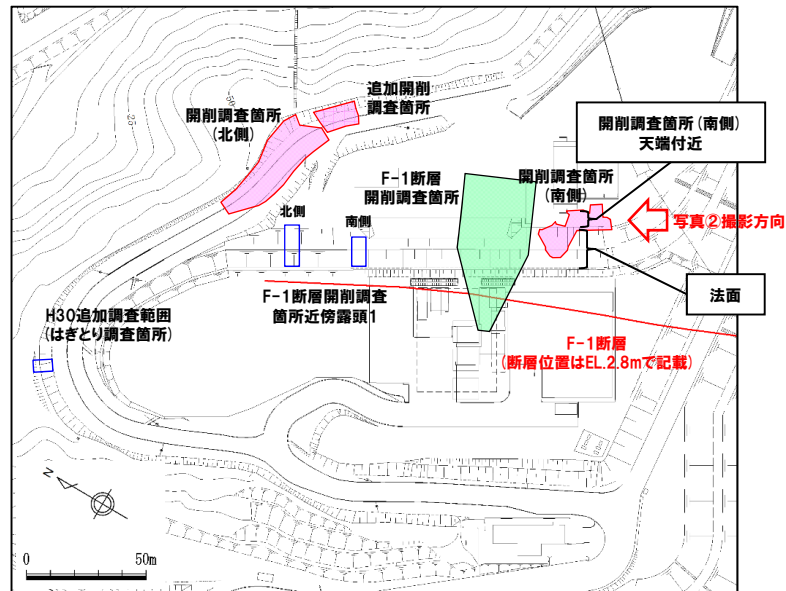 追加開削
調査箇所
開削調査箇所
(北側)
開削調査箇所(南側)
天端付近
F-1断層
開削調査箇所
開削調査箇所
(南側)
写真②撮影方向
北側
南側
法面
F-1断層開削調査
箇所近傍露頭1
H30追加調査範囲
(はぎとり調査箇所)
F-1断層
(断層位置はEL.2.8mで記載)
N
0
50m